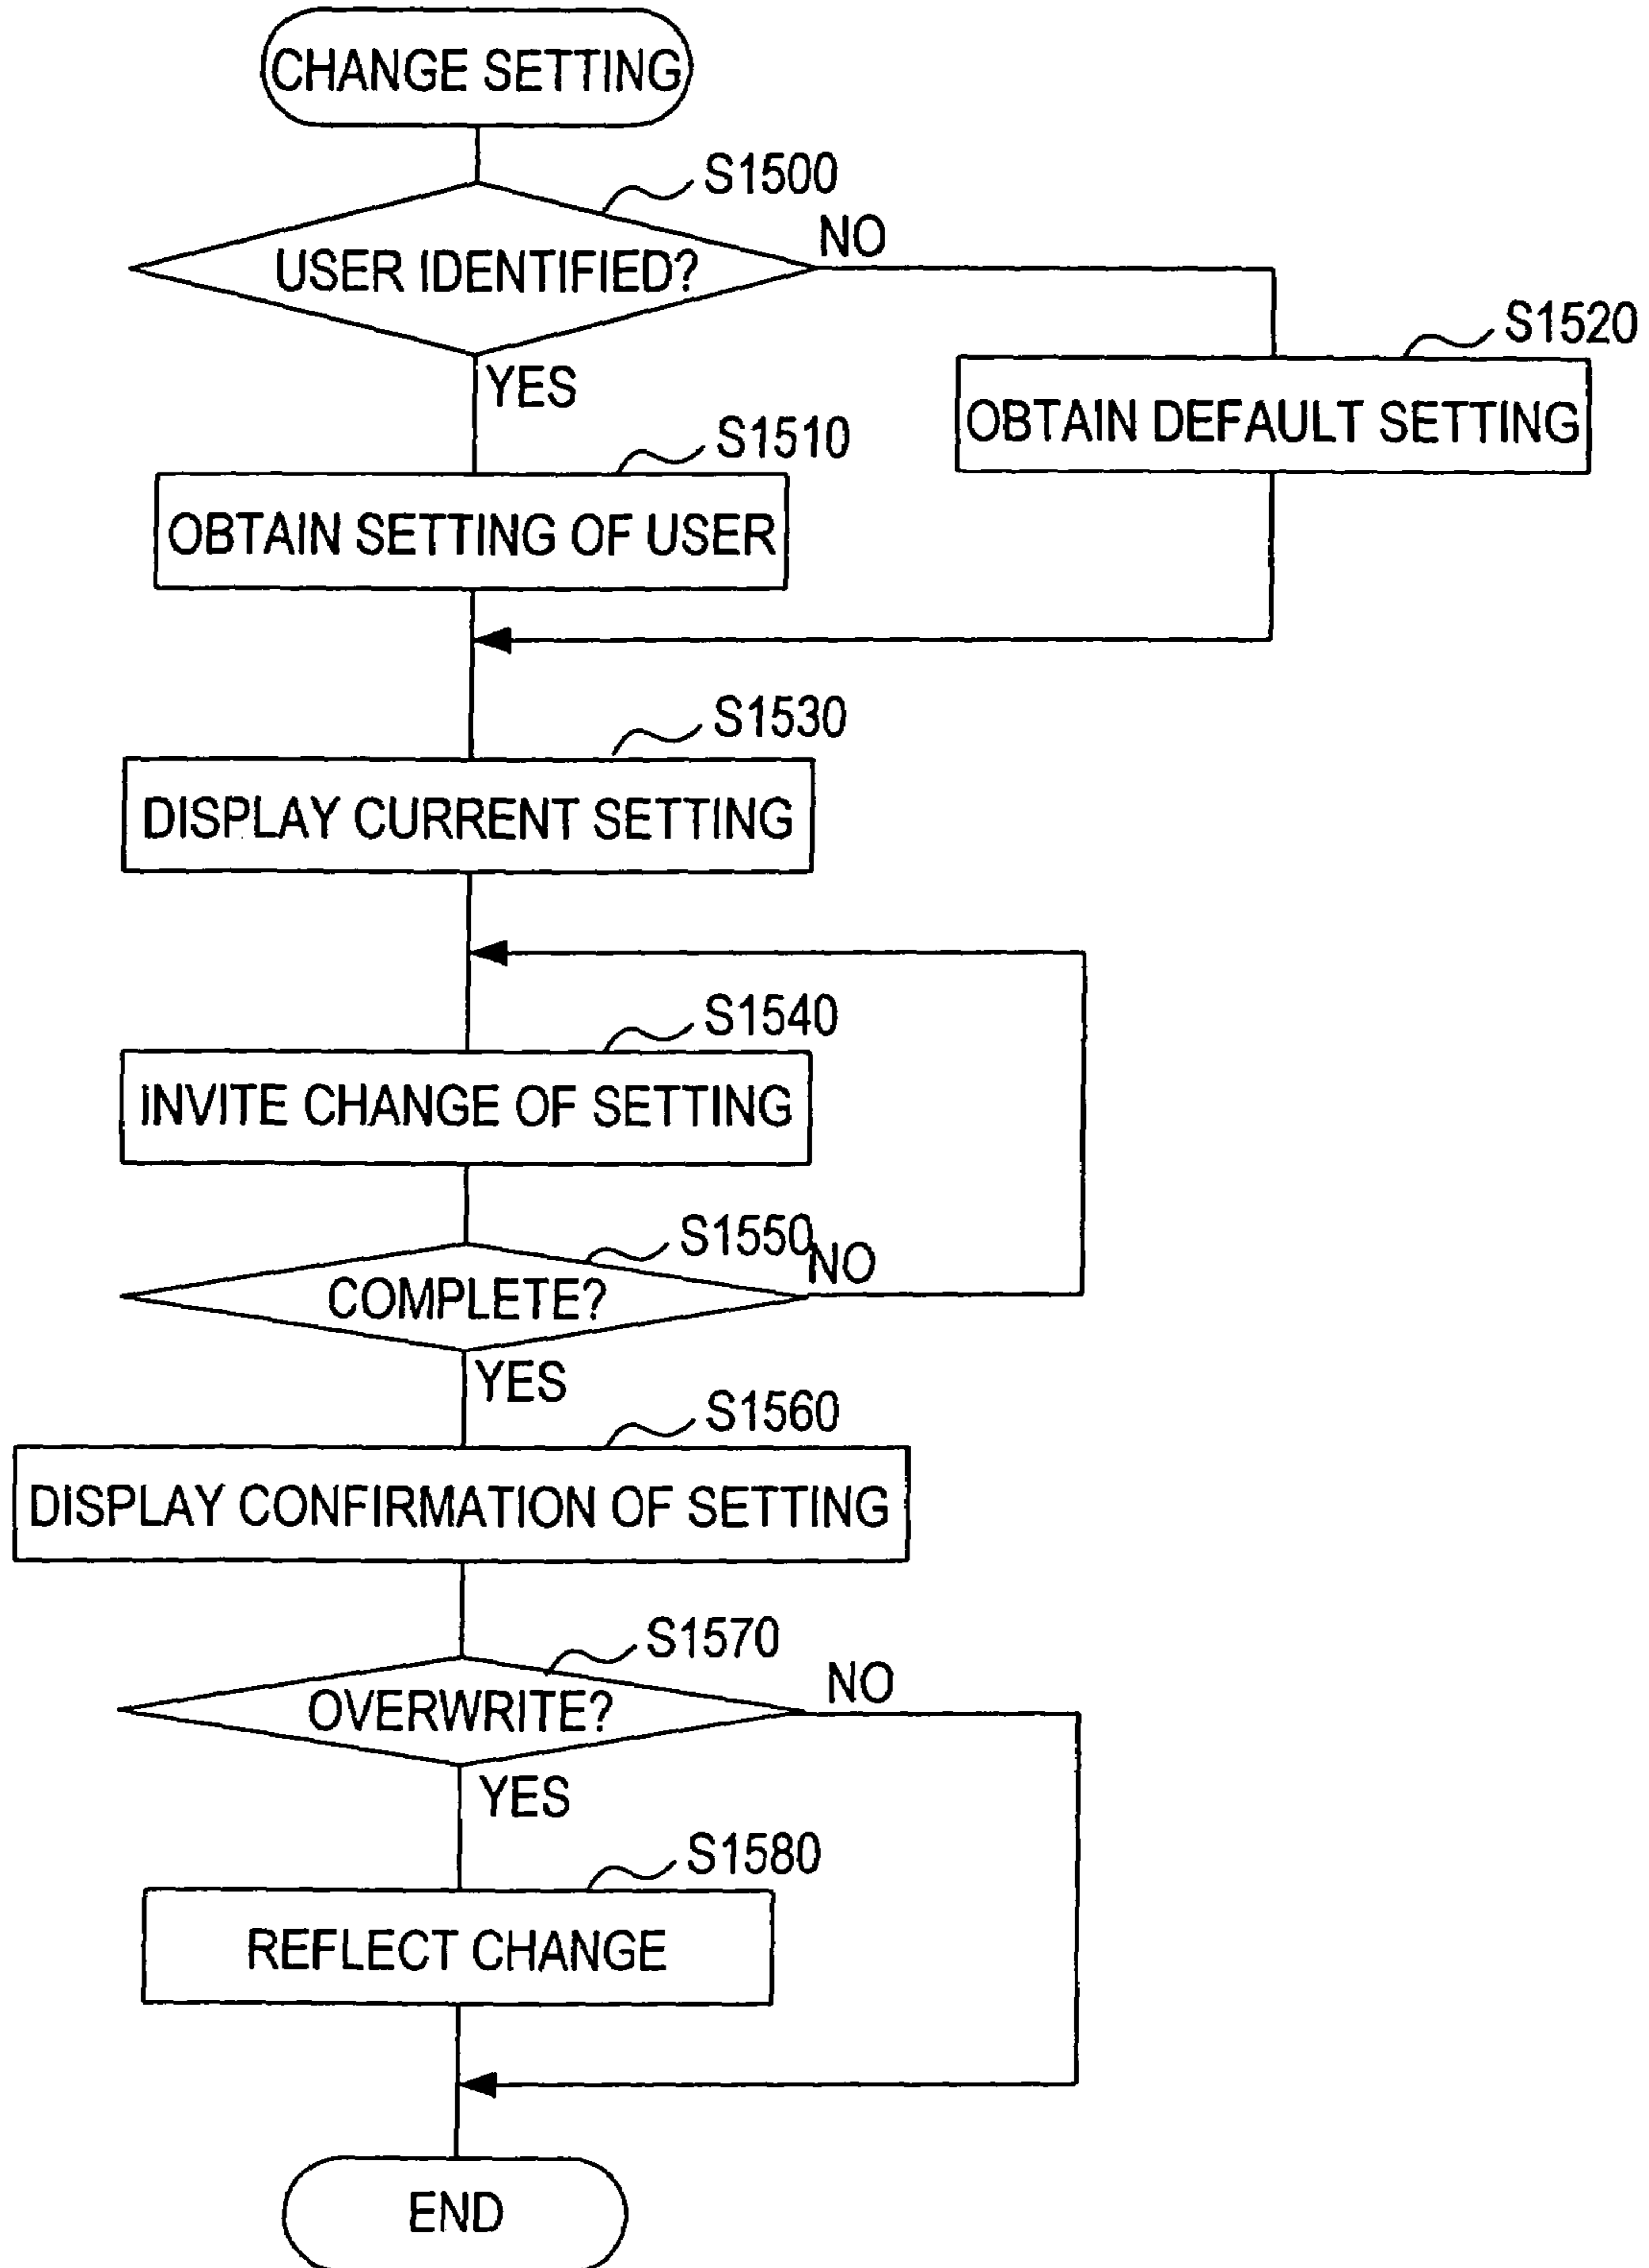 CHANGE SETTING
S1500
USER IDENTIFIED?
NO
YES
S1520
OBTAIN DEFAULT SETTING
S1510
OBTAIN SETTING OF USER
S1530
DISPLAY CURRENT SETTING
S1540
INVITE CHANGE OF SETTING
S1550
NO
COMPLETE?
YES
S1560
DISPLAY CONFIRMATION OF SETTING
S1570
NO
OVERWRITE?
YES
S1580
REFLECT CHANGE
END